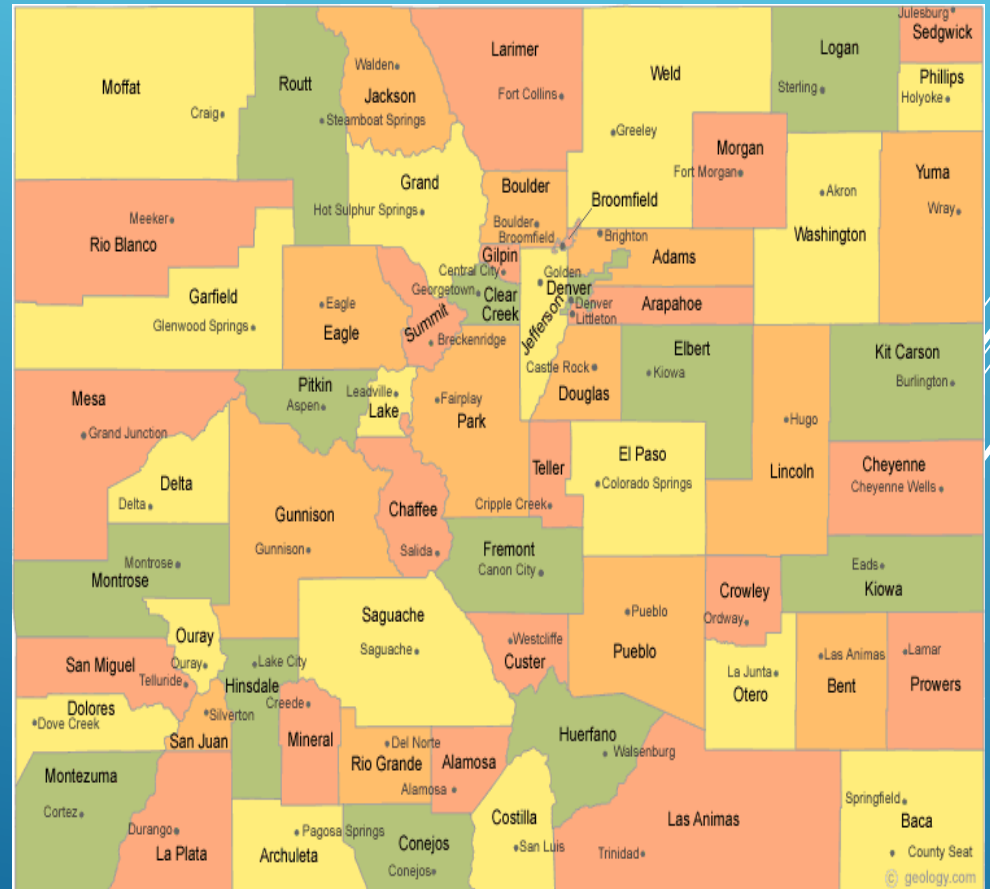 Julesburg
Sedgwick
Moffat
Craig
Routt
Steamboat Springs
Walden
Jackson
Larimer
Fort Collins
Weld
Greeley
Logan
Sterling
Phillips
Holyoke
Morgan
Fort Morgan
Grand
Hot Sulphur Springs
Boulder
Boulder
Broomfield
Broomfield
Brighton
Adams
Akron
Washington
Yuma
Wray
Meeker
Rio Blanco
Garfield
Glenwood Springs
Eagle
Eagle
Summit
Breckenridge
Gilpin
Central City
Georgetown
Clear
Creek
Golden
Jefferson
Denver
Denver
Littleton
Arapahoe
Castle Rock
Douglas
Elbert
Kiowa
Kit Carson
Burlington
Mesa
Grand Junction
Pitkin
Aspen
Leadville
Lake
Fairplay
Park
Hugo
Lincoln
Delta
Delta
Gunnison
Gunnison
Chaffee
Salida
Teller
Cripple Creek
El Paso
Colorado Springs
Cheyenne
Cheyenne Wells
Montrose
Montrose
Fremont
Canon City
Eads
Kiowa
Crowley
Ordway
Saguache
Saguache
Ouray
Ouray
San Miguel
Telluride
Lake City
Hinsdale
Creede
Westcliffe
Custer
Pueblo
Pueblo
La Junta
Otero
Las Animas
Bent
Lamar
Prowers
Dolores
Dove Creek
Silverton
San Juan
Mineral
Del Norte
Rio Grande
Alamosa
Alamosa
Huerfano
Walsenburg
Montezuma
Cortez
Durango
La Plata
Pagosa Springs
Archuleta
Conejos
Conejos
Costilla
San Luis
Las Animas
Trinidad
Springfield
Baca
County Seat
© geology.com